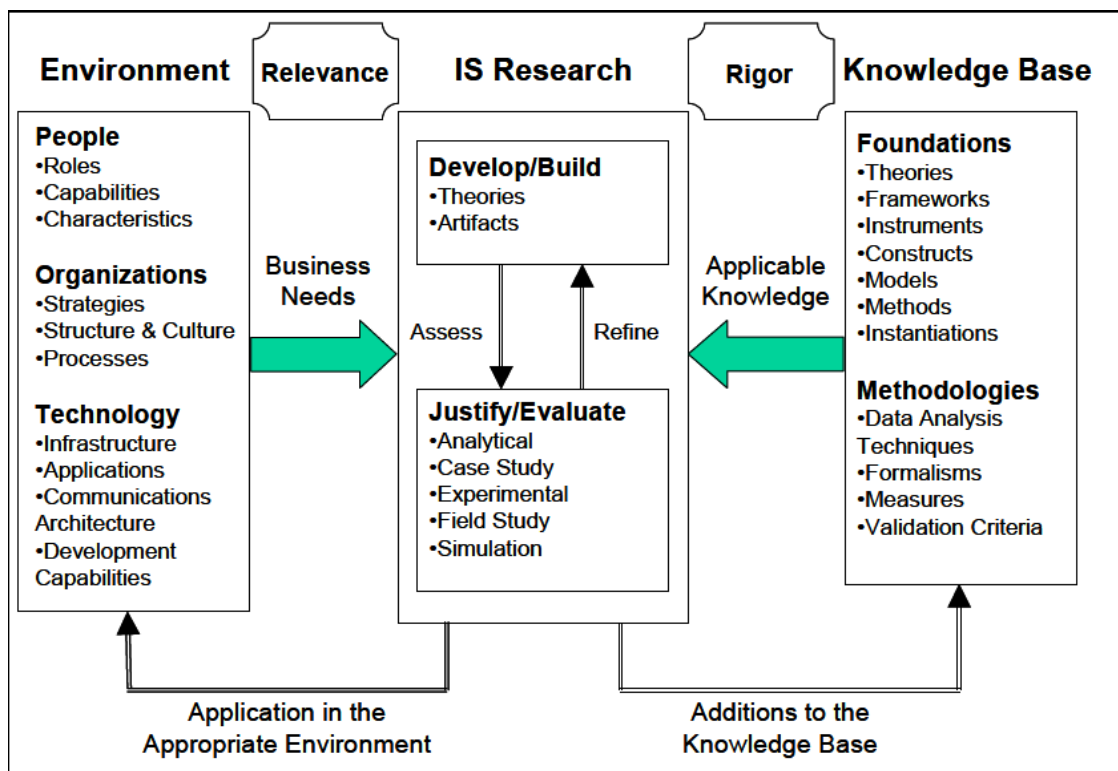 Environment
Relevance
IS Research
Rigor
Knowledge Base
People
•Roles
•Capabilities
•Characteristics
Organizations
•Strategies
•Structure & Culture
•Processes
Technology
•Infrastructure
•Applications
•Communications
Architecture
•Development
Capabilities
Business
Needs
Develop/Build
•Theories
•Artifacts
Assess
Refine
Justify/Evaluate
•Analytical
•Case Study
•Experimental
•Field Study
•Simulation
Applicable
Knowledge
Foundations
•Theories
•Frameworks
•Instruments
•Constructs
•Models
•Methods
•Instantiations
Methodologies
•Data Analysis
Techniques
•Formalisms
•Measures
•Validation Criteria
Application in the
Appropriate Environment
Additions to the
Knowledge Base